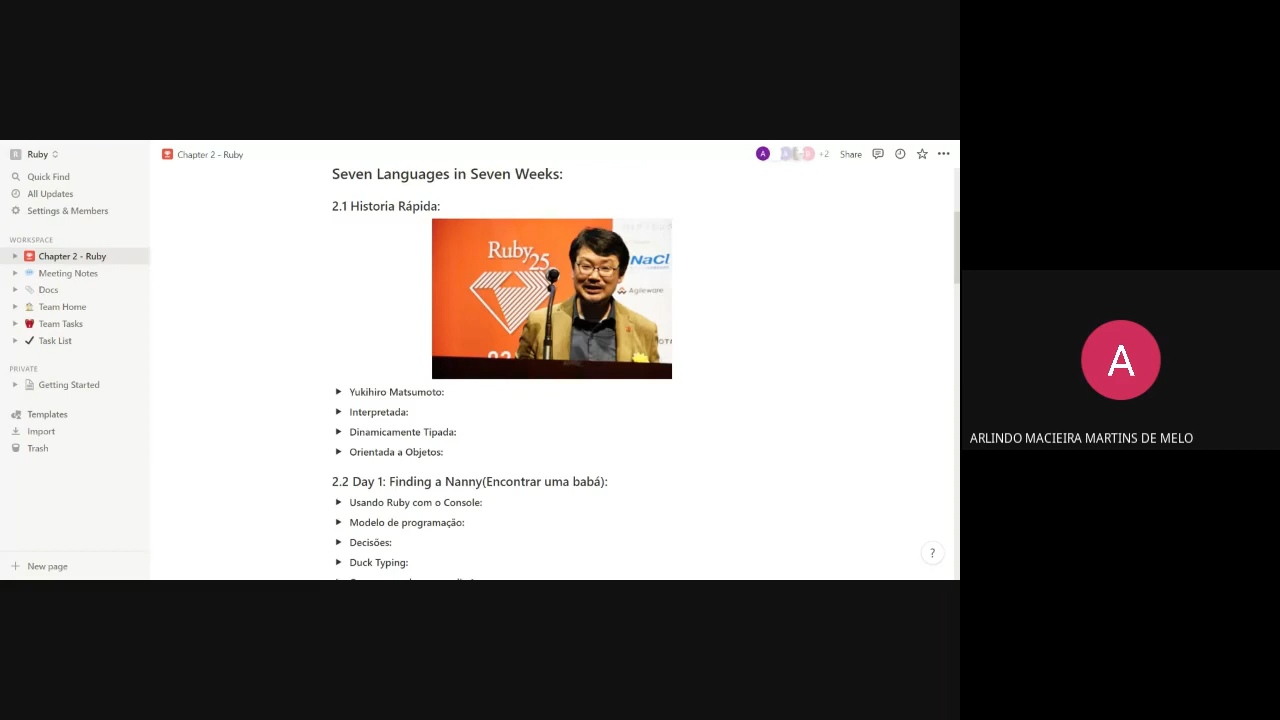 R Ruby
Quick Find
All Updates
Settings & Members
WORKSPACE
Chapter 2 - Ruby
Meeting Notes
Docs
Team Home
Team Tasks
Task List
PRIVATE
Getting Started
Templates
Import
Trash
New page
Chapter 2 - Ruby
A
+2
Share
Seven Languages in Seven Weeks:
2.1 Historia Rápida:
Ruby
25
NaCl
Agileware
Yukihiro Matsumoto:
Interpretada:
Dinamicamente Tipada:
Orientada a Objetos:
2.2 Day 1: Finding a Nanny(Encontrar uma babá):
Usando Ruby com o Console:
Modelo de programação:
Decisões:
Duck Typing:
?
A
ARLINDO MACIEIRA MARTINS DE MELO